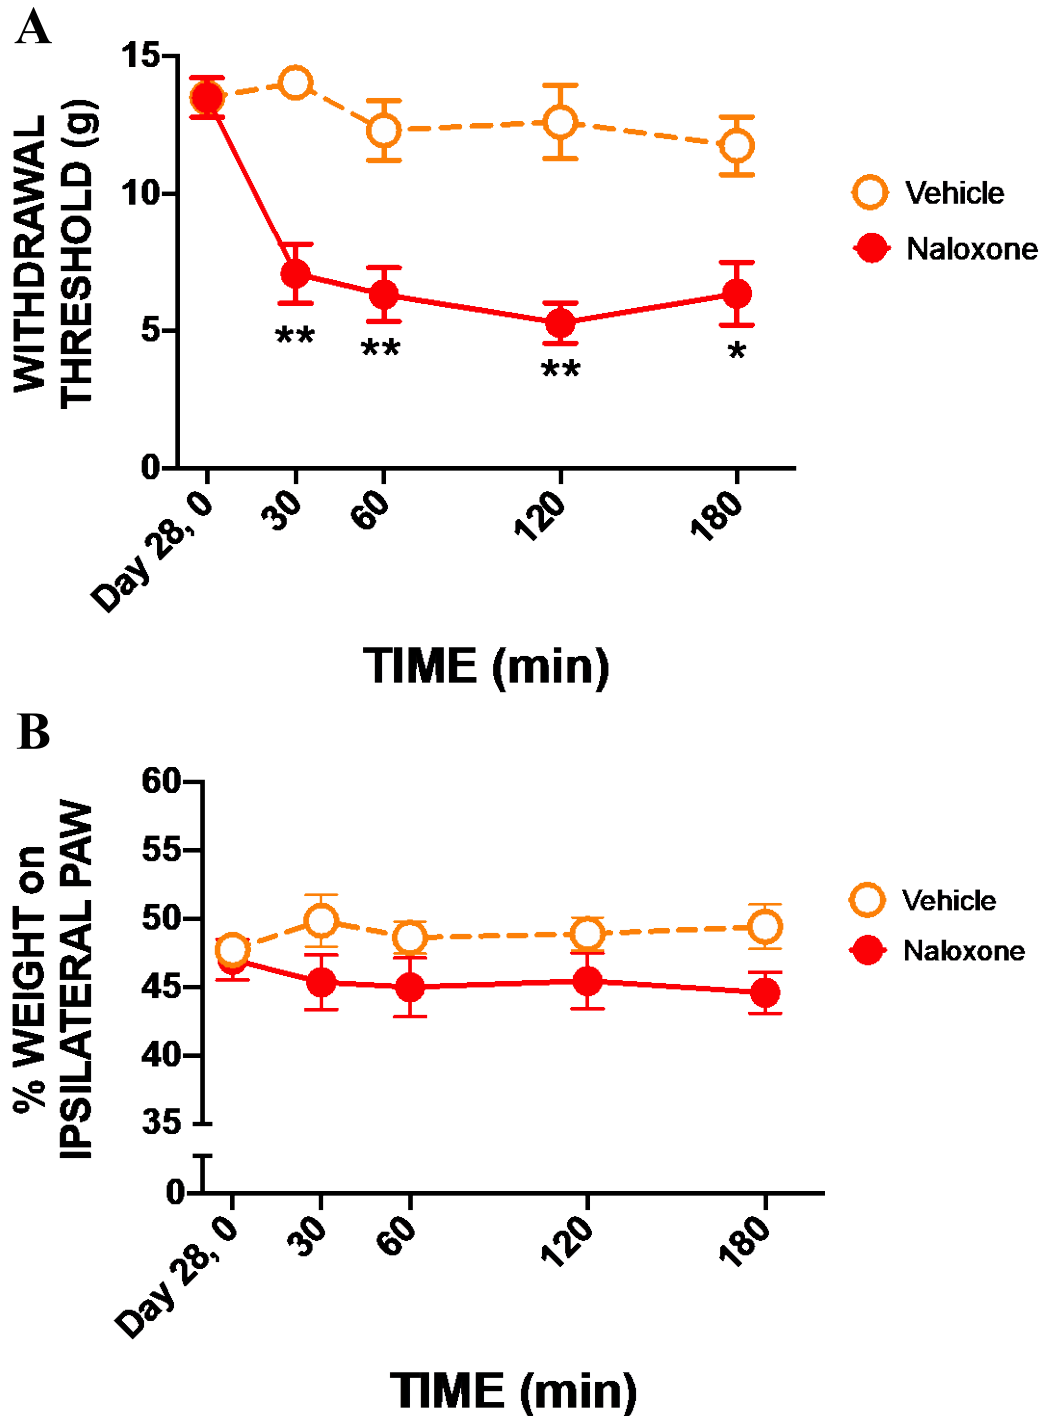 A
WITHDRAWAL
THRESHOLD (g)
15
10
5
0
**
**
**
*
Day 28, 0
30
60
120
180
TIME (min)
Vehicle
Naloxone
B
% WEIGHT on
IPSILATERAL PAW
60
55
50
45
40
35
0
Day 28, 0
30
60
120
180
TIME (min)
Vehicle
Naloxone